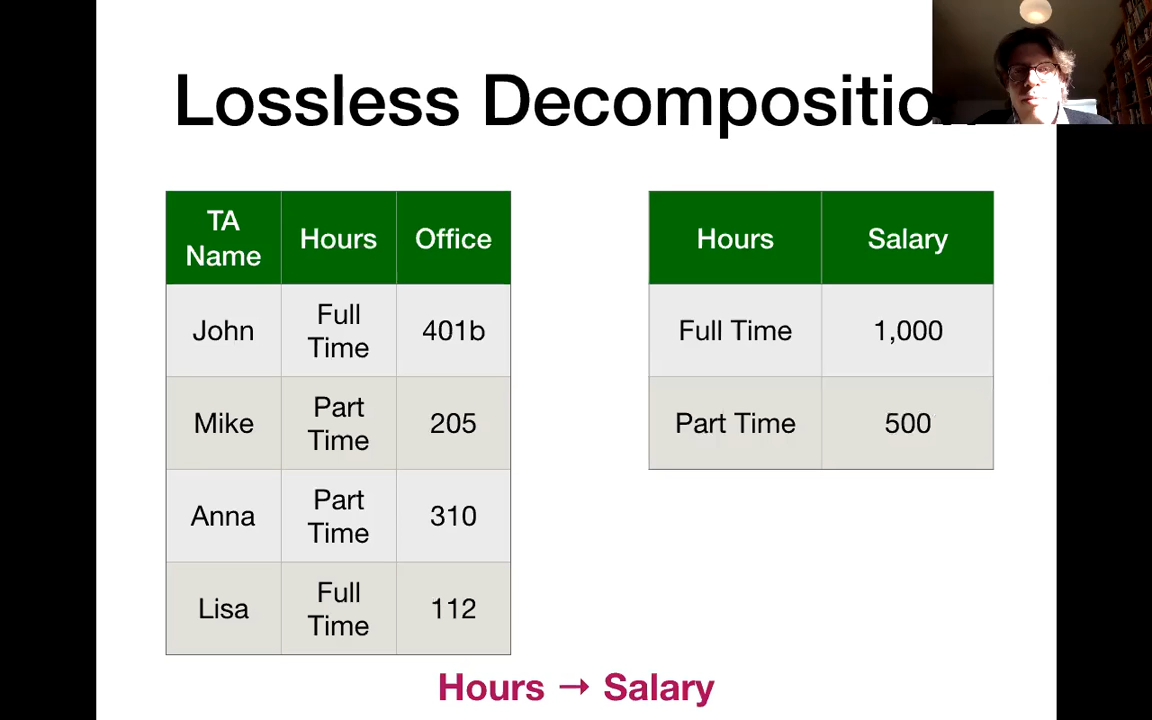 Lossless Decomposition
TA
Name
Hours
Office
John
Full
Time
401b
Mike
Part
Time
205
Anna
Part
Time
310
Lisa
Full
Time
112
Hours
Salary
Full Time
1,000
Part Time
500
Hours → Salary